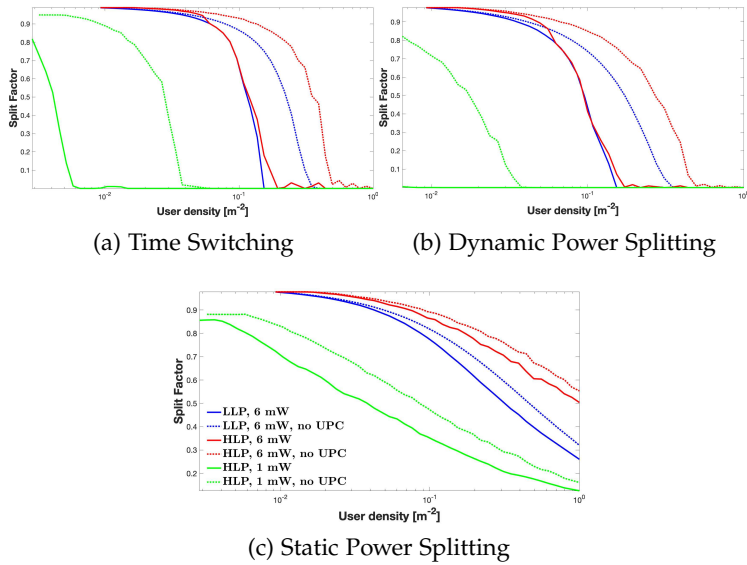 0.9
0.8
0.7
0.6
0.5
0.4
0.3
0.2
0.1
Split Factor
10-2
10-1
100
User density [m-2]
(a) Time Switching
0.9
0.8
0.7
0.6
0.5
0.4
0.3
0.2
0.1
Split Factor
10-2
10-1
100
User density [m-2]
(b) Dynamic Power Splitting
0.9
0.8
0.7
0.6
0.5
0.4
0.3
0.2
Split Factor
LLP, 6 mW
LLP, 6 mW, no UPC
HLP, 6 mW
HLP, 6 mW, no UPC
HLP, 1 mW
HLP, 1 mW, no UPC
10-2
10-1
100
User density [m-2]
(c) Static Power Splitting